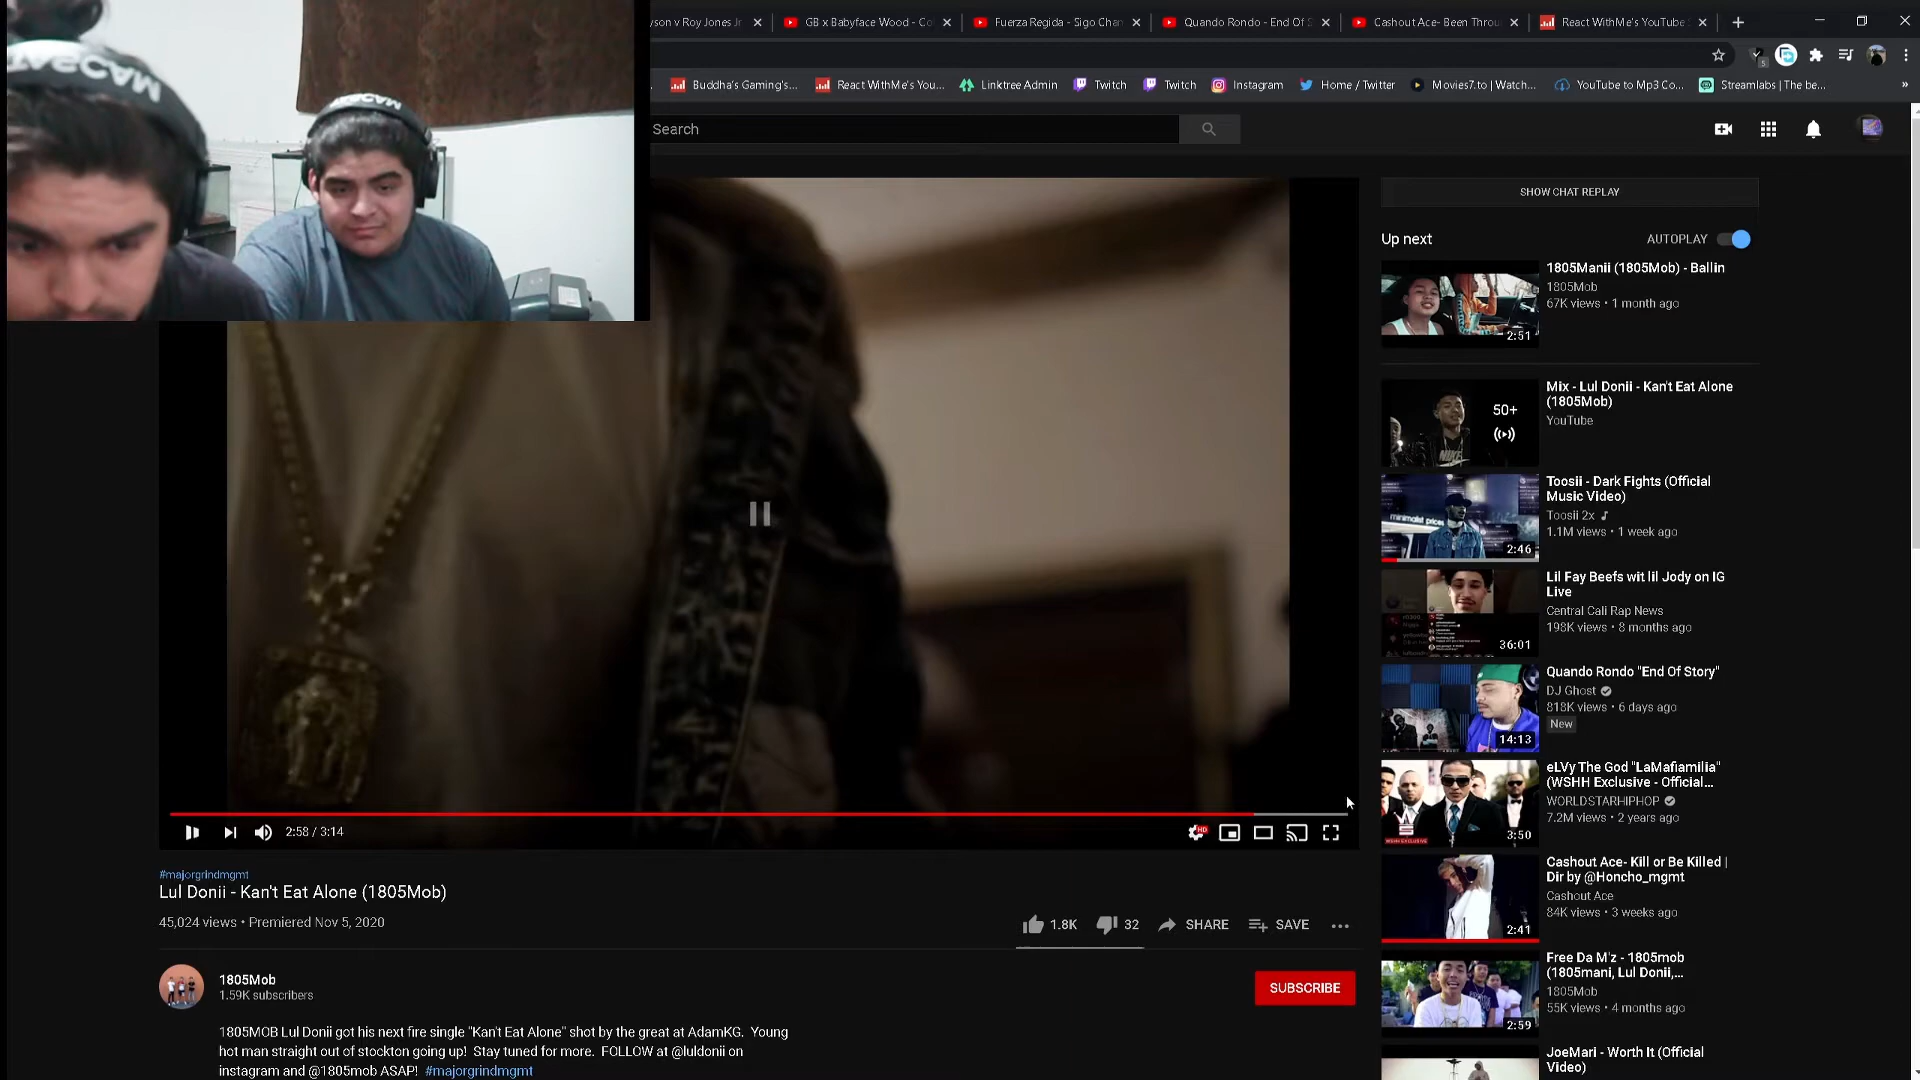 yson v Roy Jones Jr
GB x Babyface Wood - Co
Fuerza Regida - Sigo Chan
Quando Rondo - End Of S
Cashout Ace- Been Throu
React WithMe's YouTube S
Buddha's Gaming's...
React WithMe's You...
Linktree Admin
Twitch
Twitch
Instagram
Home / Twitter
Movies7.to | Watch...
YouTube to Mp3 Co...
Streamlabs | The be...
»
Search
SHOW CHAT REPLAY
Up next
AUTOPLAY
1805Manii (1805Mob) - Ballin
1805Mob
67K views • 1 month ago
2:51
Mix - Lul Donii - Kan't Eat Alone
(1805Mob)
YouTube
50+
NIKE
Toosii - Dark Fights (Official
Music Video)
Toosii 2x
1.1M views • 1 week ago
2:46
Lil Fay Beefs wit lil Jody on IG
Live
Central Cali Rap News
198K views • 8 months ago
36:01
Quando Rondo "End Of Story"
DJ Ghost
818K views • 6 days ago
New
14:13
eLVy The God "LaMafiamilia"
(WSHH Exclusive - Official...
WORLDSTARHIPHOP
7.2M views • 2 years ago
3:50
Cashout Ace- Kill or Be Killed |
Dir by @Honcho_mgmt
Cashout Ace
84K views • 3 weeks ago
2:41
Free Da M'z - 1805mob
(1805mani, Lul Donii,...
1805Mob
55K views • 4 months ago
2:59
JoeMari - Worth It (Official
Video)
2:58 / 3:14
HD
#majorgrindmgmt
Lul Donii - Kan't Eat Alone (1805Mob)
45,024 views • Premiered Nov 5, 2020
1.8K
32
SHARE
SAVE
1805Mob
1.59K subscribers
SUBSCRIBE
1805MOB Lul Donii got his next fire single "Kan't Eat Alone" shot by the great at AdamKG. Young
hot man straight out of stockton going up! Stay tuned for more. FOLLOW at @luldonii on
instagram and @1805mob ASAP! #majorgrindmgmt